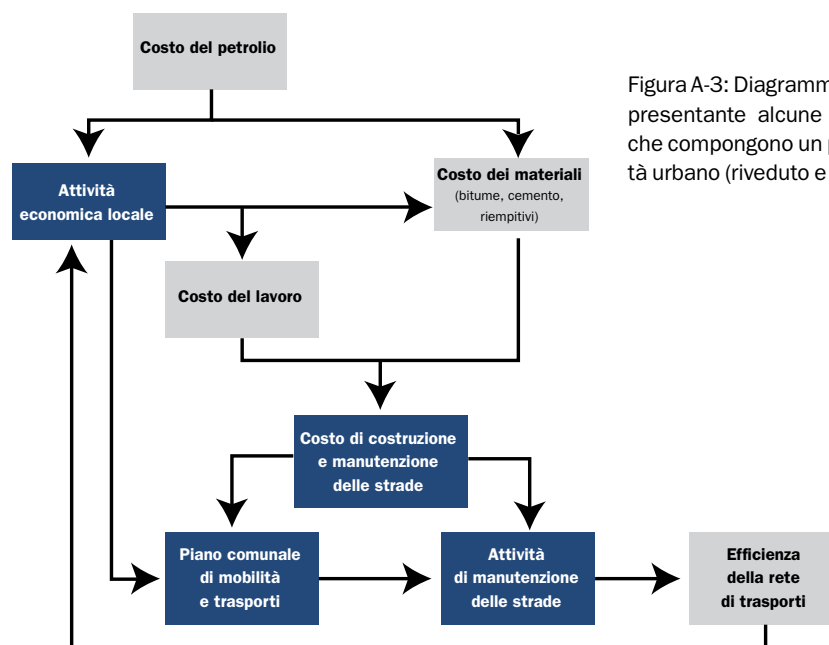 Costo del petrolio
Figura A-3:
presentante alcune
che compongono un
tà urbano (riveduto e
Attività
economica locale
Costo dei materiali
(bitume, cemento,
riempitivi)
Costo del lavoro
Costo di costruzione
e manutenzione
delle strade
Piano comunale
di mobilità
e trasporti
Attività
di manutenzione
delle strade
Efficienza
della rete
di trasporti